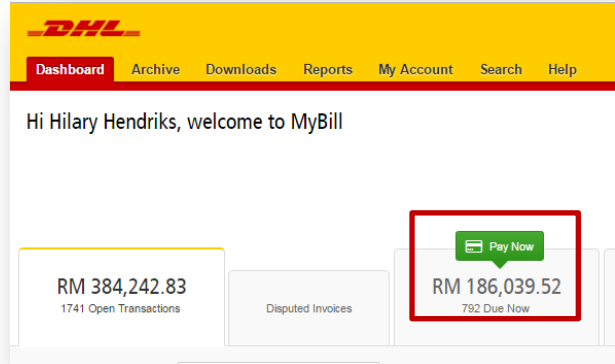 DHL
Dashboard Archive Downloads Reports My Account Search Help
Hi Hilary Hendriks, welcome to MyBill
Pay Now
RM 384,242.83
1741 Open Transactions
Disputed Invoices
RM 186,039.52
792 Due Now